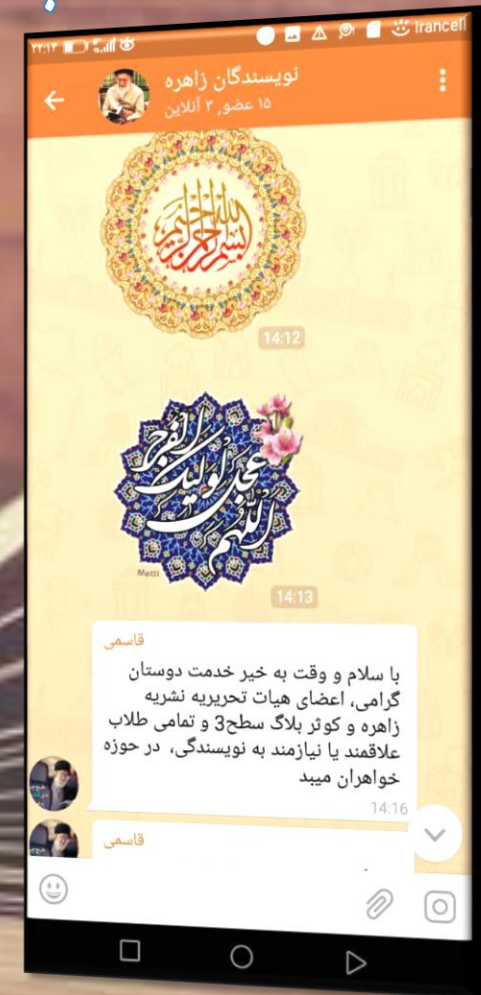 ۲۲:۱۳
Irancell
نویسندگان زاهره
۱۵ عضو, ۳ آنلاین
بسم الله الرحمن الرحیم
14:12
اللهم عجل لولیک الفرج
Matti
14:13
قاسمی
با سلام و وقت به خیر خدمت دوستان
گرامی، اعضای هیات تحریریه نشریه
زاهره و کوثر بلاگ سطح3 و تمامی طلاب
علاقمند یا نیازمند به نویسندگی، در حوزه
خواهران میبد
14:16
قاسمی